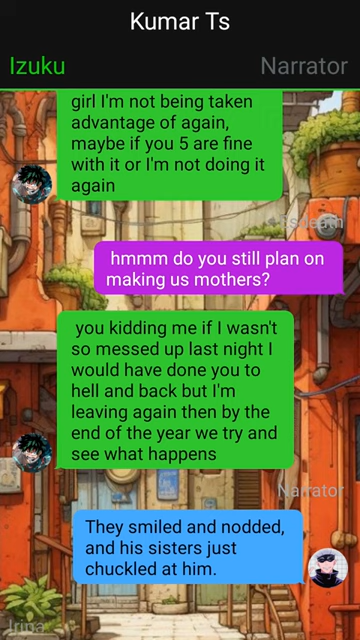 Kumar Ts
Izuku
Narrator
girl I'm not being taken
advantage of again,
maybe if you 5 are fine
with it or I'm not doing it
again
hmmm do you still plan on
making us mothers?
you kidding me if I wasn't
so messed up last night I
would have done you to
hell and back but I'm
leaving again then by the
end of the year we try and
see what happens
Narrator
They smiled and nodded,
and his sisters just
chuckled at him.
Irina